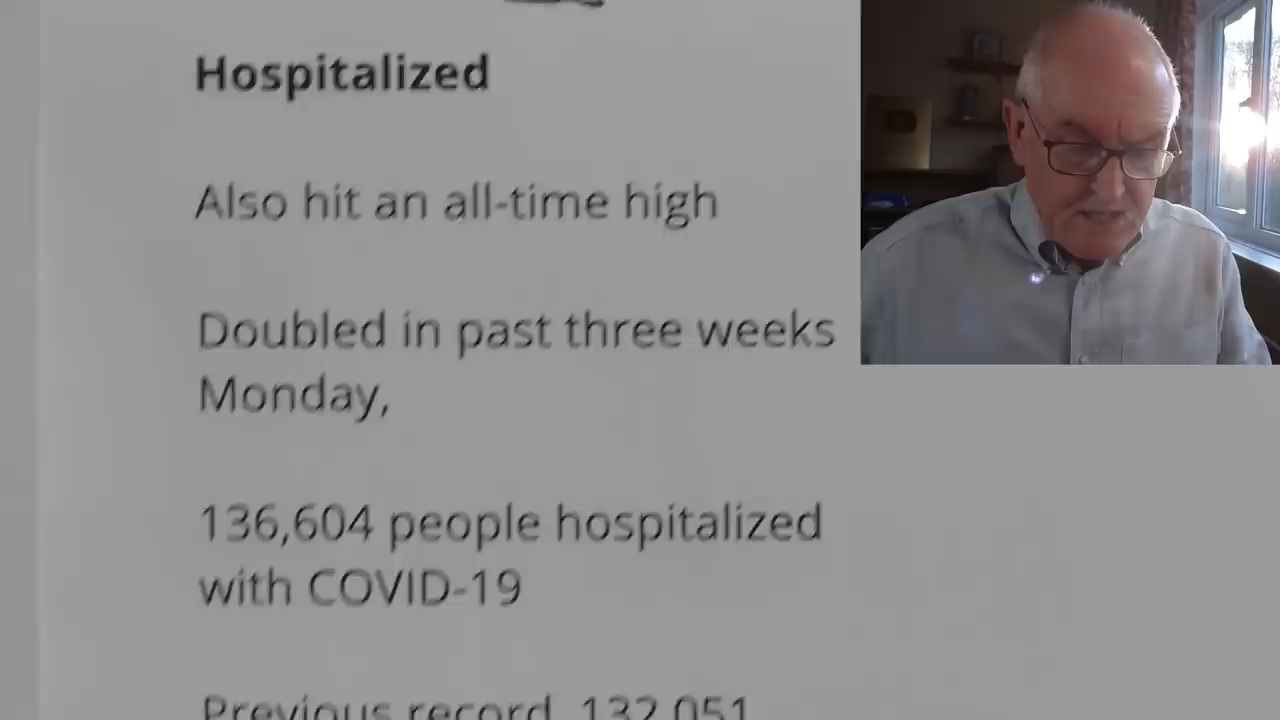 Hospitalized
Also hit an all-time high
Doubled in past three weeks
Monday,
136,604 people hospitalized
with COVID-19
Previous record, 132,051